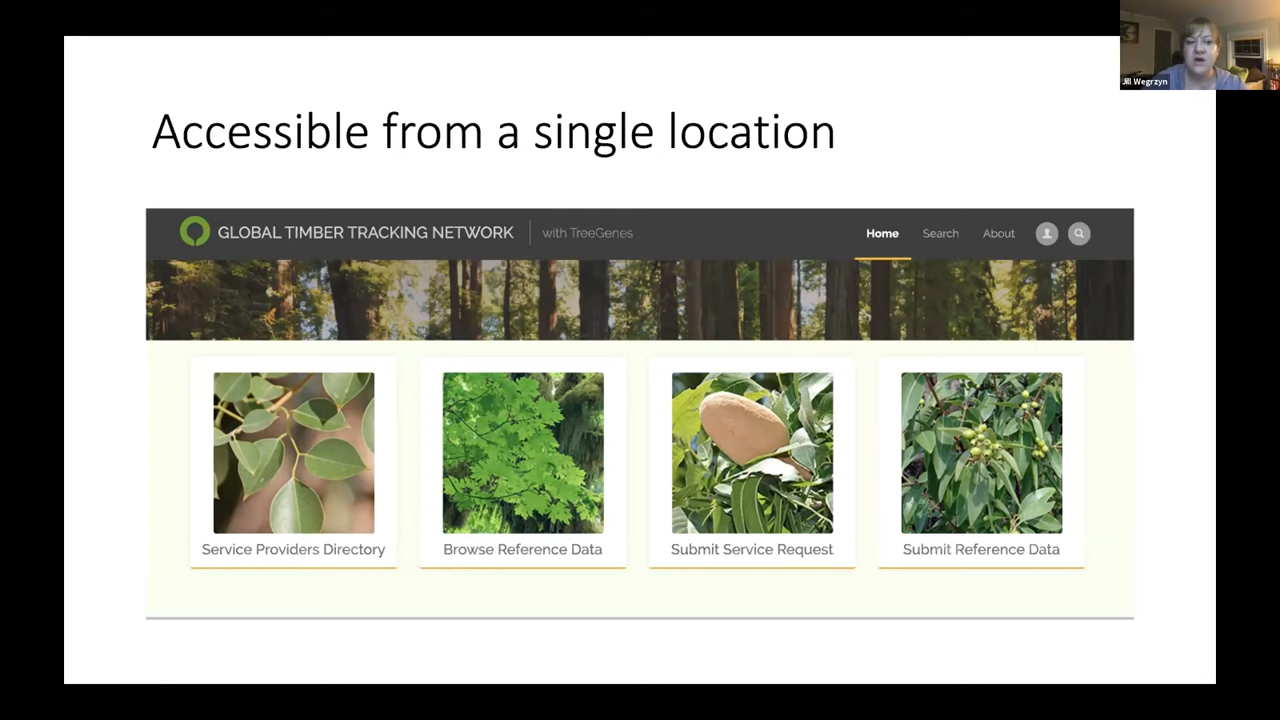 Jill Wegrzyn
Accessible from a single location
GLOBAL TIMBER TRACKING NETWORK with TreeGenes Home Search About
Service Providers Directory Browse Reference Data Submit Service Request Submit Reference Data